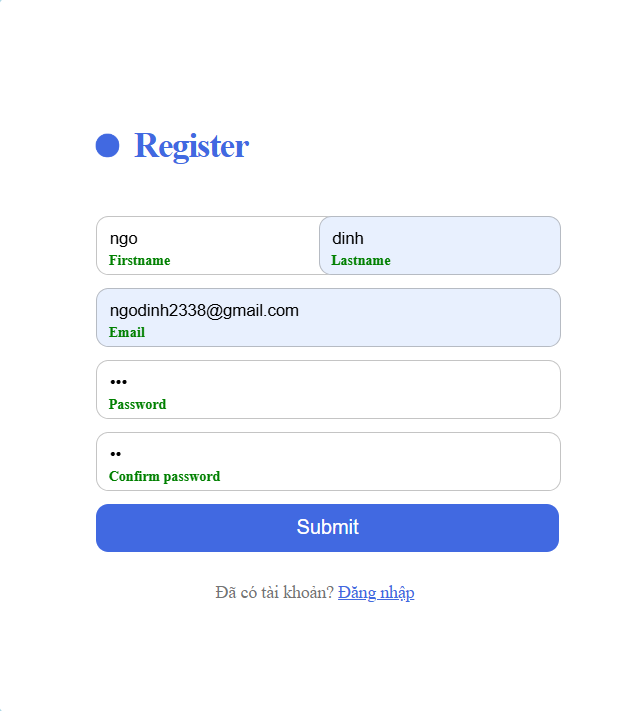 Register
ngo dinh
Firstname Lastname
ngodinh2338@gmail.com
Email
•••
Password
••
Confirm password
Submit
Đã có tài khoản? Đăng nhập